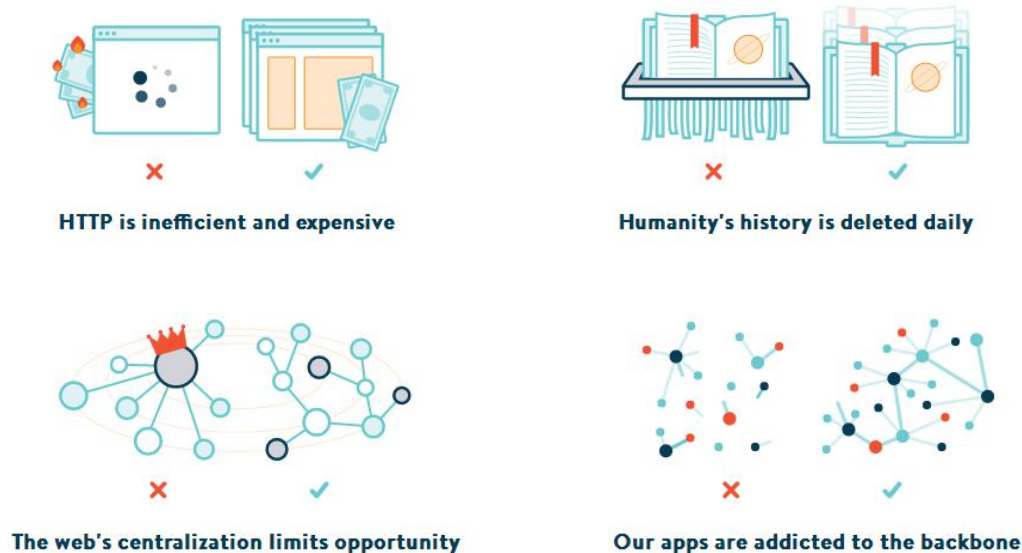 HTTP is inefficient and expensive
Humanity's history is deleted daily
The web's centralization limits opportunity
Our apps are addicted to the backbone